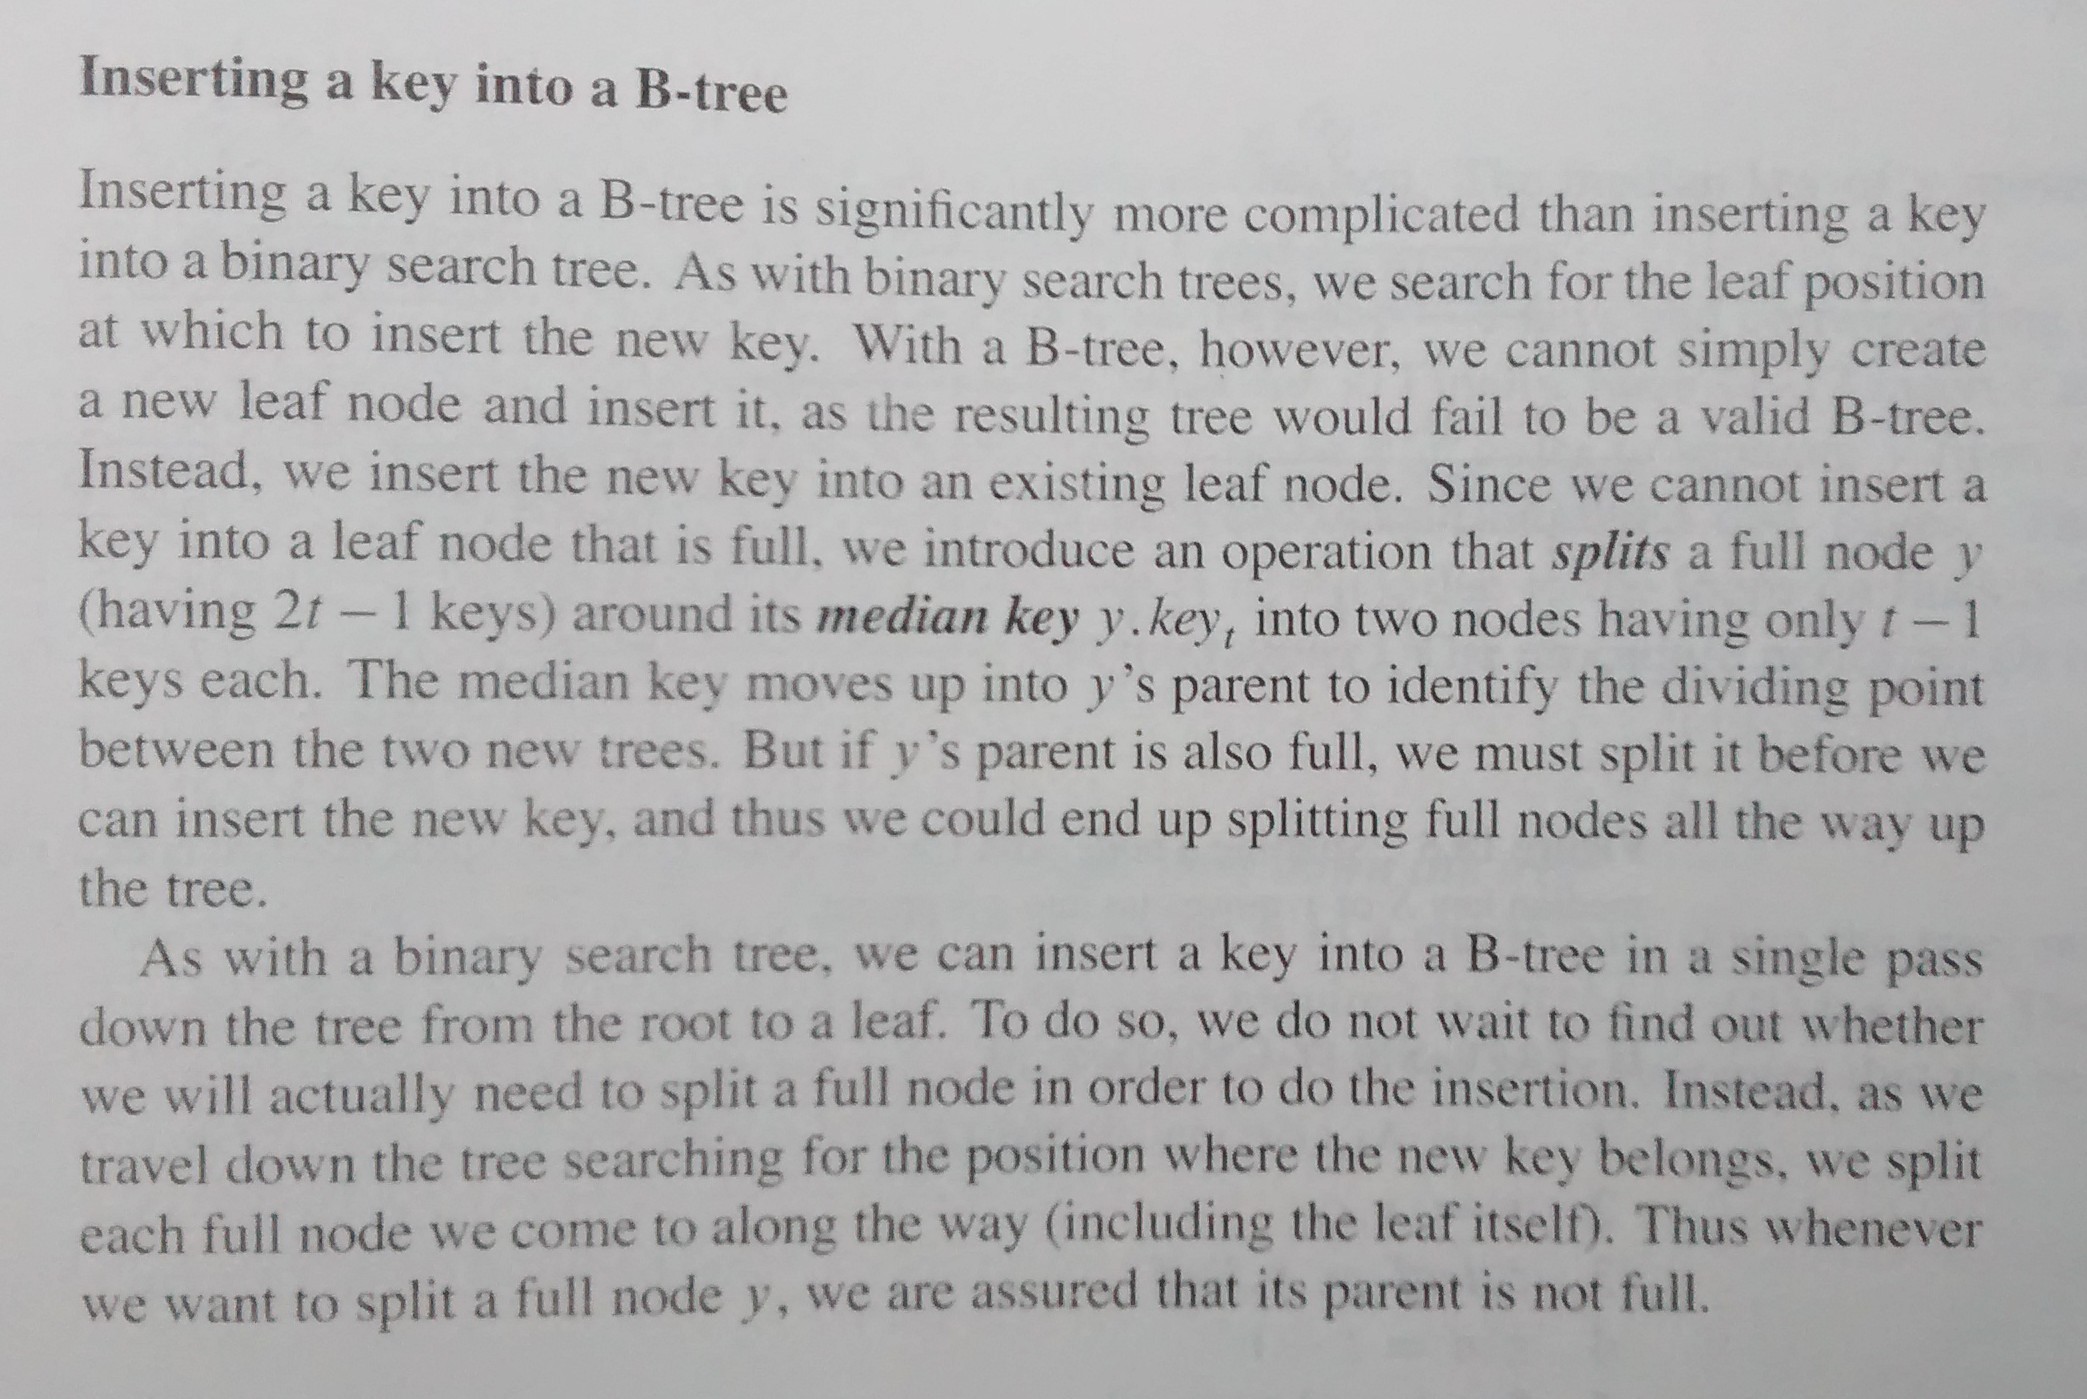 Inserting a key into a B-tree
Inserting a key into a B-tree is significantly more complicated than inserting a key
into a binary search tree. As with binary search trees, we search for the leaf position
at which to insert the new key. With a B-tree, however, we cannot simply create
a new leaf node and insert it, as the resulting tree would fail to be a valid B-tree.
Instead, we insert the new key into an existing leaf node. Since we cannot insert a
key into a leaf node that is full, we introduce an operation that splits a full node y
(having 2t − 1 keys) around its median key y.keyₜ into two nodes having only t − 1
keys each. The median key moves up into y's parent to identify the dividing point
between the two new trees. But if y's parent is also full, we must split it before we
can insert the new key, and thus we could end up splitting full nodes all the way up
the tree.
As with a binary search tree, we can insert a key into a B-tree in a single pass
down the tree from the root to a leaf. To do so, we do not wait to find out whether
we will actually need to split a full node in order to do the insertion. Instead, as we
travel down the tree searching for the position where the new key belongs, we split
each full node we come to along the way (including the leaf itself). Thus whenever
we want to split a full node y, we are assured that its parent is not full.